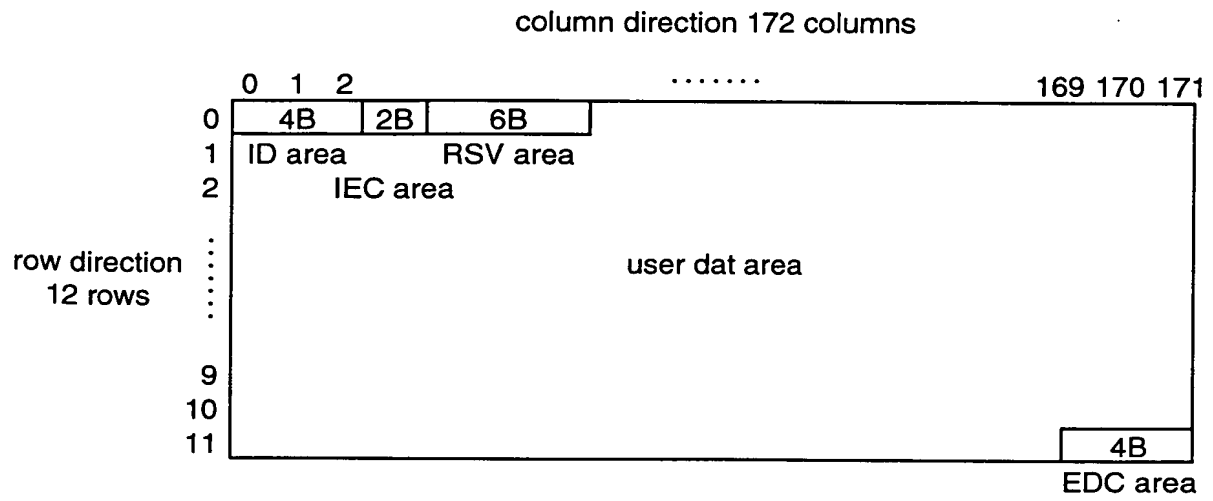 column direction 172 columns
0 1 2 ....... 169 170 171
0 4B 2B 6B
1 ID area RSV area
2 IEC area
row direction user dat area
12 rows
9
10
11 4B
EDC area